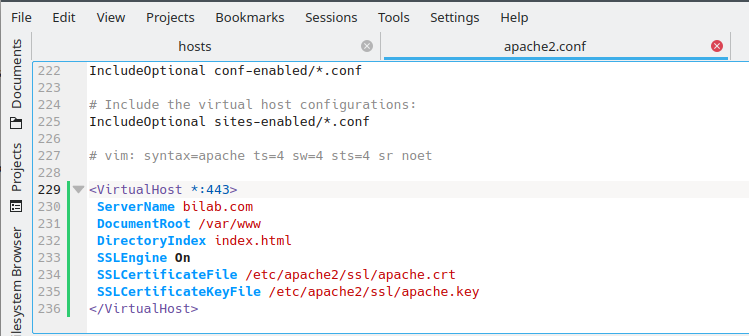 File Edit View Projects Bookmarks Sessions Tools Settings Help
hosts apache2.conf
Documents
Projects
lesystem Browser
222 IncludeOptional conf-enabled/*.conf
223
224 # Include the virtual host configurations:
225 IncludeOptional sites-enabled/*.conf
226
227 # vim: syntax=apache ts=4 sw=4 sts=4 sr noet
228
229 <VirtualHost *:443>
230 ServerName bilab.com
231 DocumentRoot /var/www
232 DirectoryIndex index.html
233 SSLEngine On
234 SSLCertificateFile /etc/apache2/ssl/apache.crt
235 SSLCertificateKeyFile /etc/apache2/ssl/apache.key
236 </VirtualHost>